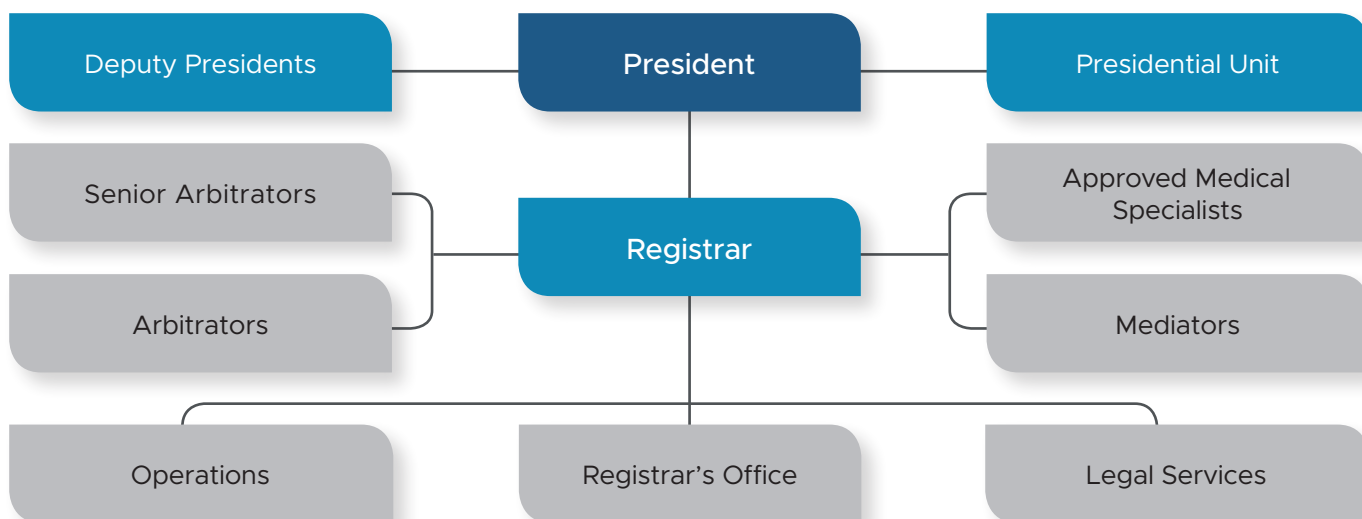 Deputy Presidents
President
Presidential Unit
Senior Arbitrators
Approved Medical
Specialists
Registrar
Arbitrators
Mediators
Operations
Registrar’s Office
Legal Services